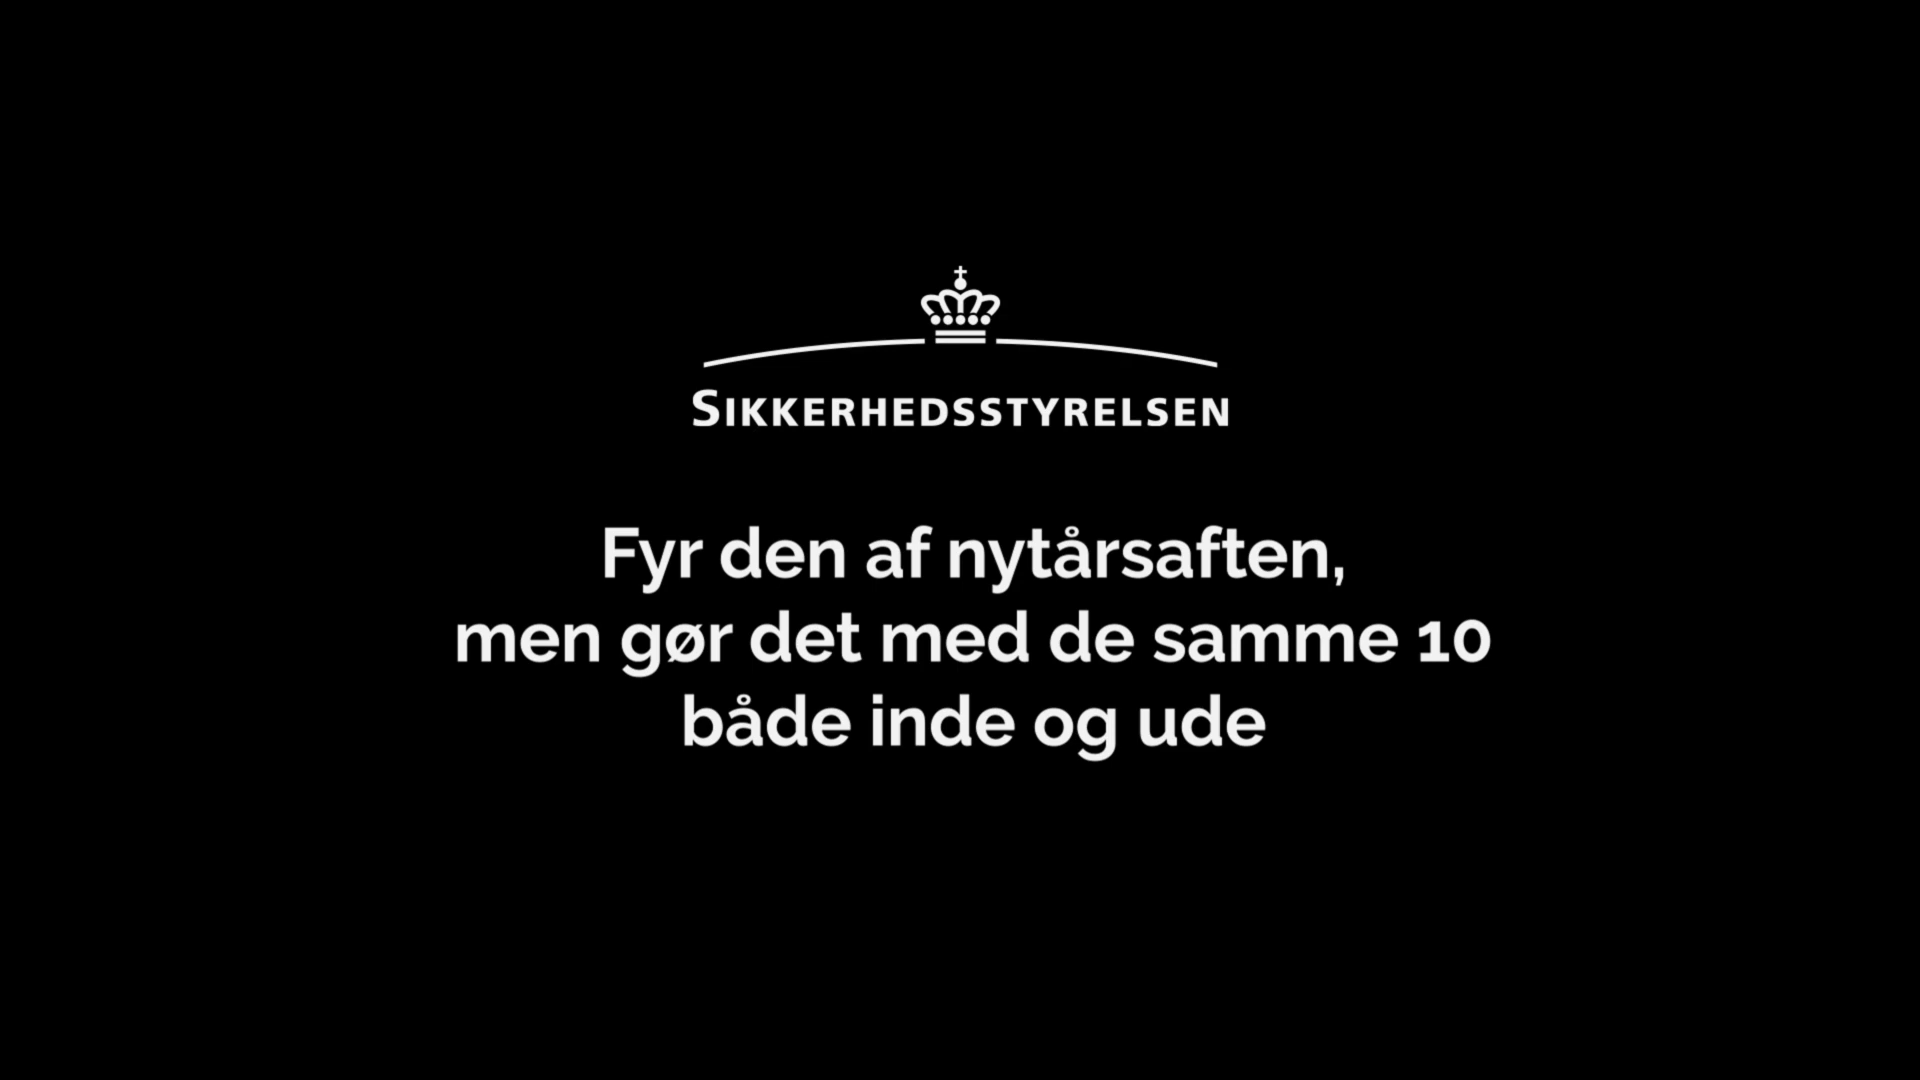 SIKKERHEDSSTYRELSEN
Fyr den af nytårsaften,
men gør det med de samme 10
både inde og ude